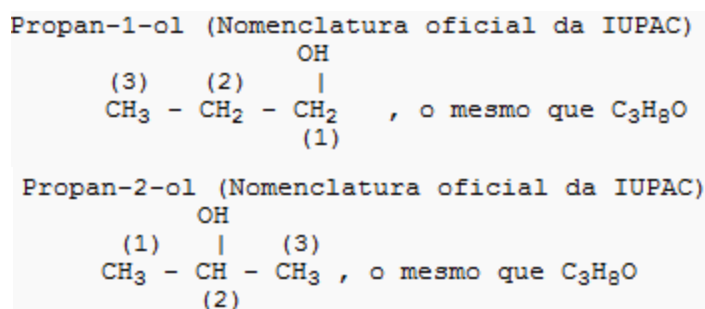 Propan-1-ol (Nomenclatura oficial da IUPAC)
OH
(3) (2) |
CH₃ – CH₂ – CH₂ , o mesmo que C₃H₈O
(1)
Propan-2-ol (Nomenclatura oficial da IUPAC)
OH
(1) | (3)
CH₃ – CH – CH₃ , o mesmo que C₃H₈O
(2)